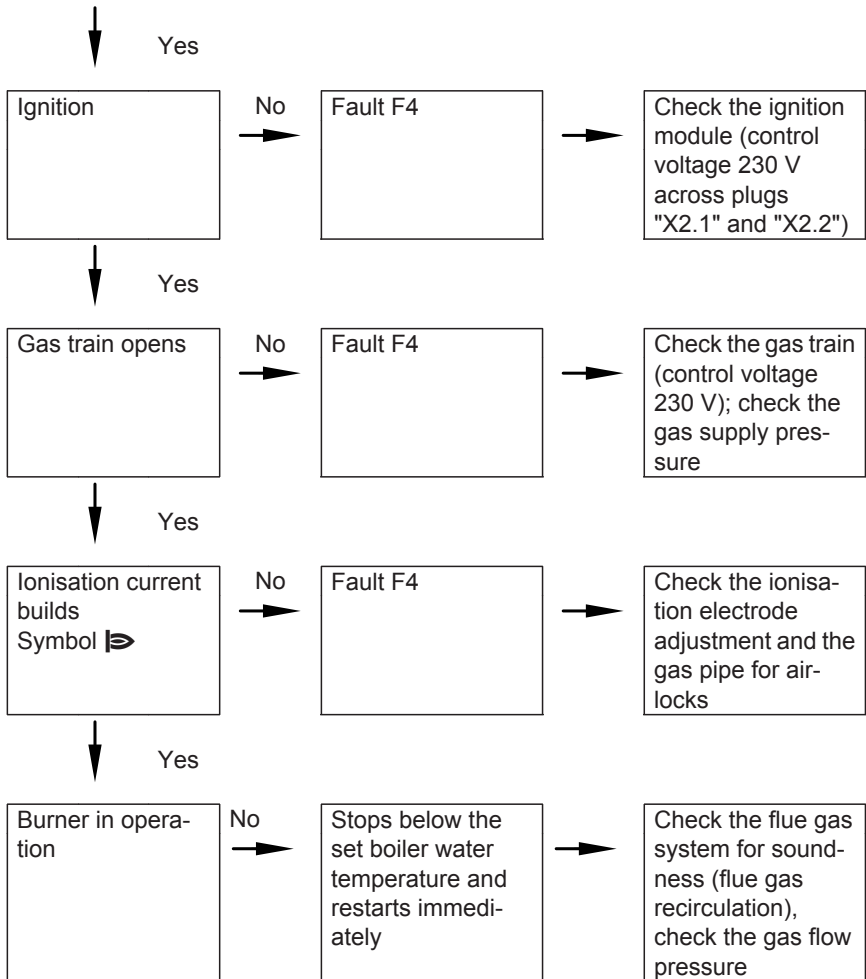 Yes
Ignition
No
Fault F4
Check the ignition
module (control
voltage 230 V
across plugs
"X2.1" and "X2.2")
Yes
Gas train opens
No
Fault F4
Check the gas train
(control voltage
230 V); check the
gas supply pres-
sure
Yes
Ionisation current
builds
Symbol
No
Fault F4
Check the ionisa-
tion electrode
adjustment and the
gas pipe for air-
locks
Yes
Burner in opera-
tion
No
Stops below the
set boiler water
temperature and
restarts immedi-
ately
Check the flue gas
system for sound-
ness (flue gas
recirculation),
check the gas flow
pressure